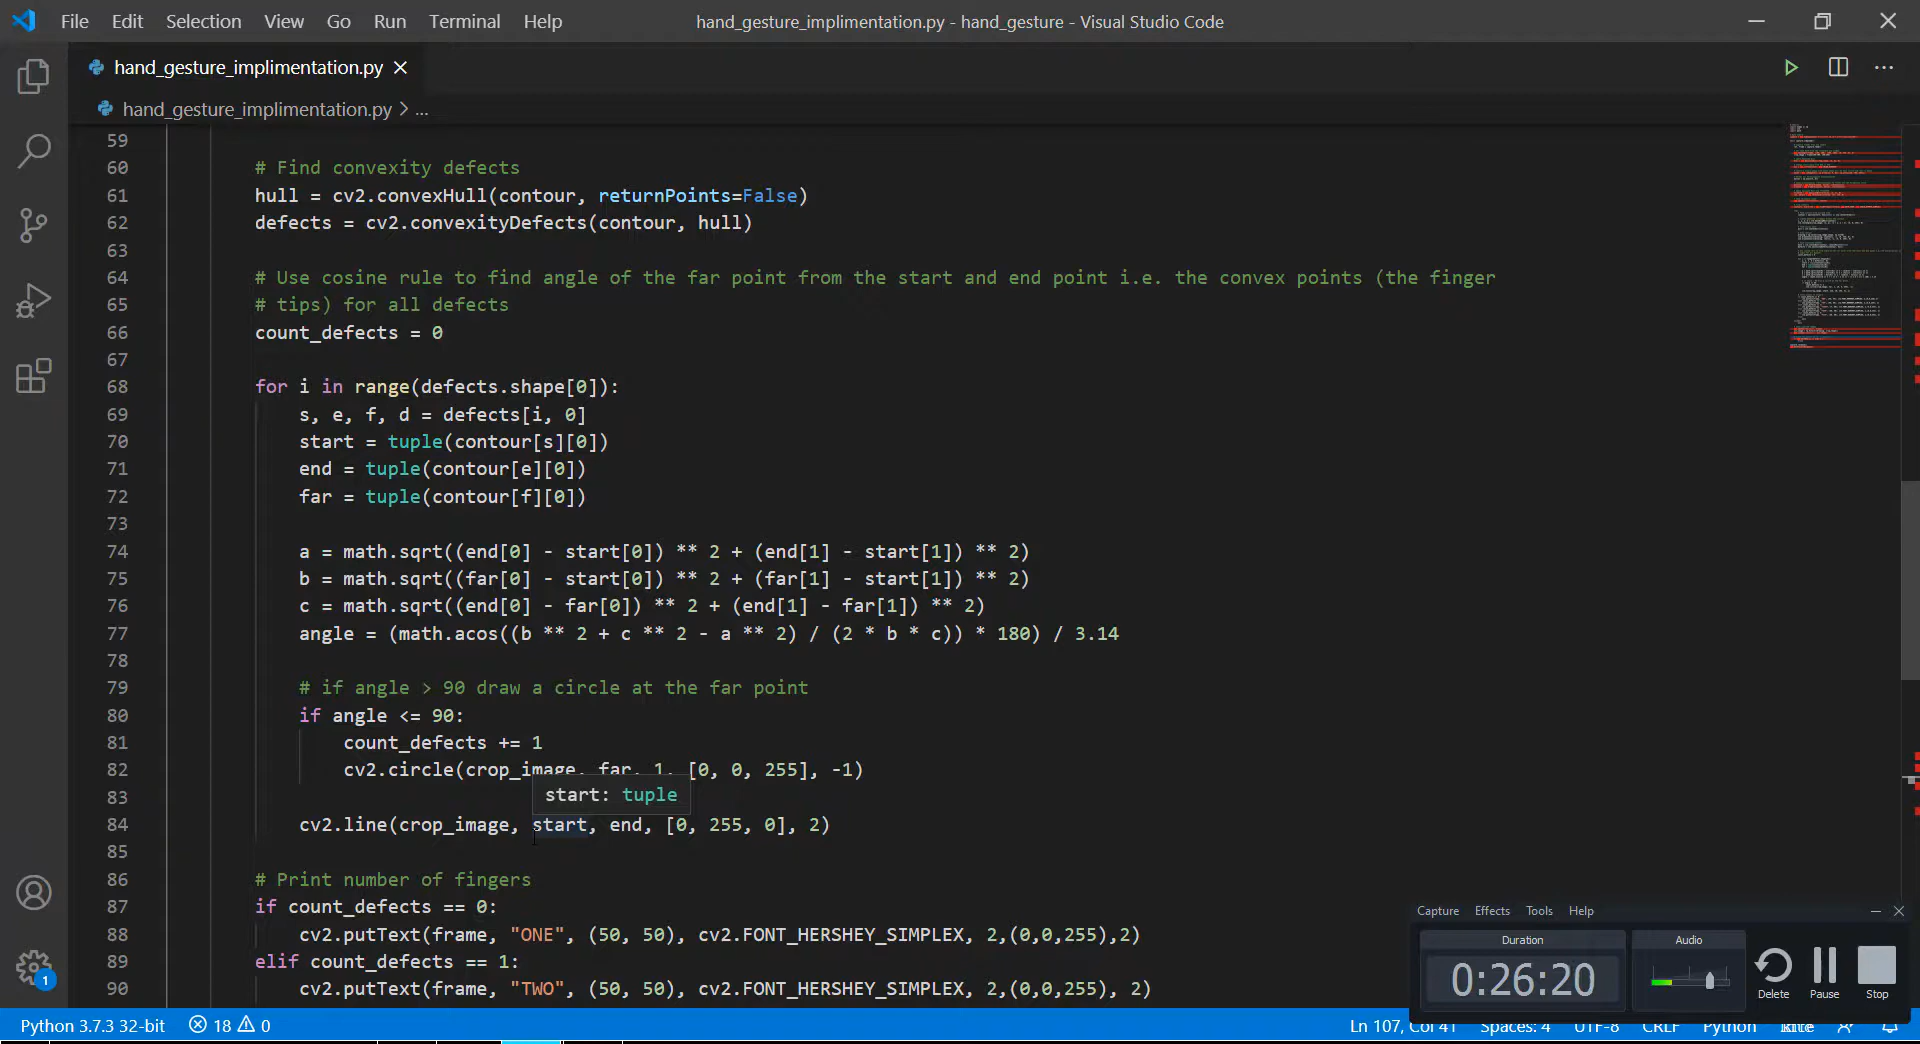 File Edit Selection View Go Run Terminal Help
hand_gesture_implimentation.py - hand_gesture - Visual Studio Code
hand_gesture_implimentation.py
hand_gesture_implimentation.py > ...
59
60 # Find convexity defects
61 hull = cv2.convexHull(contour, returnPoints=False)
62 defects = cv2.convexityDefects(contour, hull)
63
64 # Use cosine rule to find angle of the far point from the start and end point i.e. the convex points (the finger
65 # tips) for all defects
66 count_defects = 0
67
68 for i in range(defects.shape[0]):
69 s, e, f, d = defects[i, 0]
70 start = tuple(contour[s][0])
71 end = tuple(contour[e][0])
72 far = tuple(contour[f][0])
73
74 a = math.sqrt((end[0] - start[0]) ** 2 + (end[1] - start[1]) ** 2)
75 b = math.sqrt((far[0] - start[0]) ** 2 + (far[1] - start[1]) ** 2)
76 c = math.sqrt((end[0] - far[0]) ** 2 + (end[1] - far[1]) ** 2)
77 angle = (math.acos((b ** 2 + c ** 2 - a ** 2) / (2 * b * c)) * 180) / 3.14
78
79 # if angle > 90 draw a circle at the far point
80 if angle <= 90:
81 count_defects += 1
82 cv2.circle(crop_image, far, 1, [0, 0, 255], -1)
83
start: tuple
84 cv2.line(crop_image, start, end, [0, 255, 0], 2)
85
86 # Print number of fingers
87 if count_defects == 0:
88 cv2.putText(frame, "ONE", (50, 50), cv2.FONT_HERSHEY_SIMPLEX, 2,(0,0,255),2)
89 elif count_defects == 1:
90 cv2.putText(frame, "TWO", (50, 50), cv2.FONT_HERSHEY_SIMPLEX, 2,(0,0,255), 2)
Capture Effects Tools Help
Duration
0:26:20
Audio
Delete Pause Stop
1
Python 3.7.3 32-bit 18 0
Ln 107, Col 41 Spaces: 4 UTF-8 CRLF Python